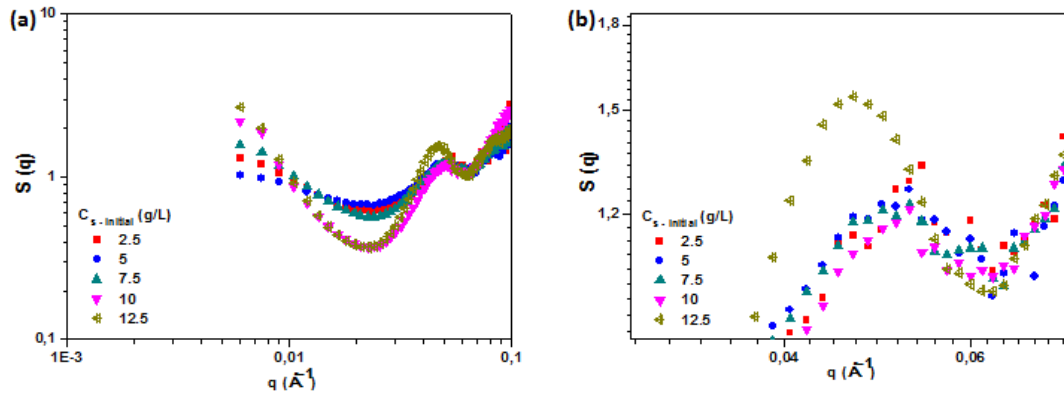 (a)
10
1
0,1
S (q)
C s - initial (g/L)
2.5
5
7.5
10
12.5
1E-3
0,01
0,1
q (Å⁻¹)
(b)
1,8
1,5
1,2
S (q)
C s - initial (g/L)
2.5
5
7.5
10
12.5
0,04
0,06
q (Å⁻¹)